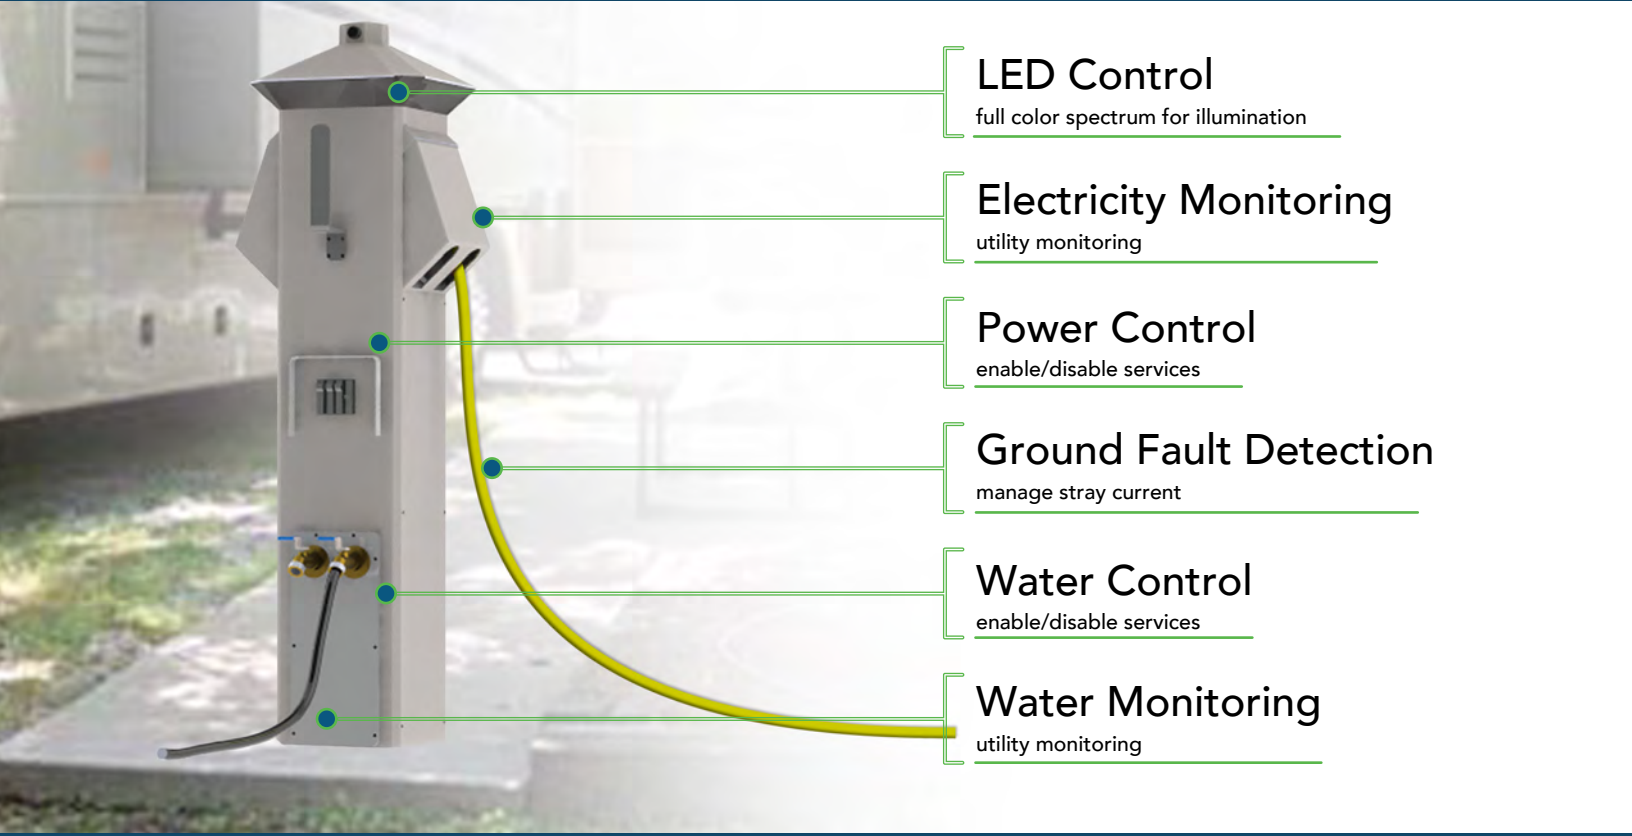 LED Control
full color spectrum for illumination
Electricity Monitoring
utility monitoring
Power Control
enable/disable services
Ground Fault Detection
manage stray current
Water Control
enable/disable services
Water Monitoring
utility monitoring